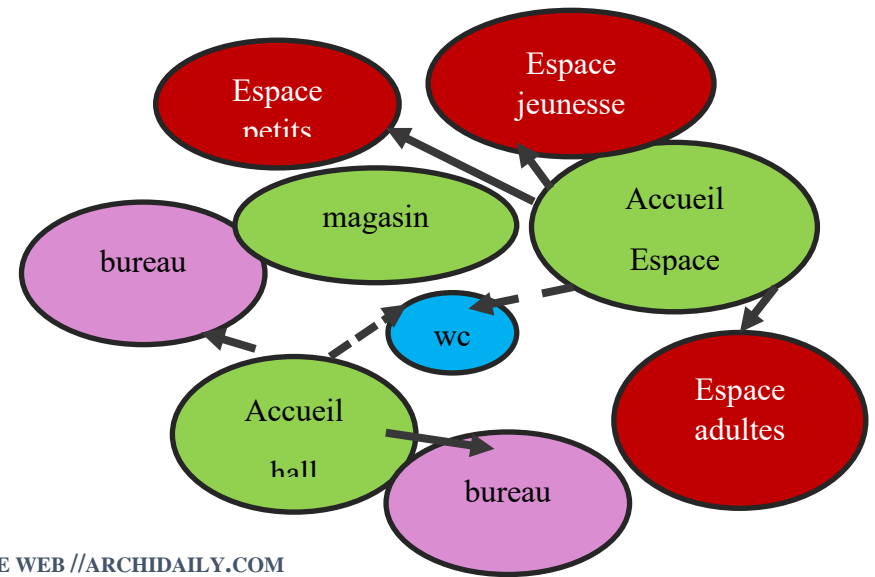 Espace
jeunesse
Espace
petits
Accueil
Espace
magasin
bureau
wc
Espace
adultes
Accueil
hall
bureau
E WEB //ARCHIDAILY.COM